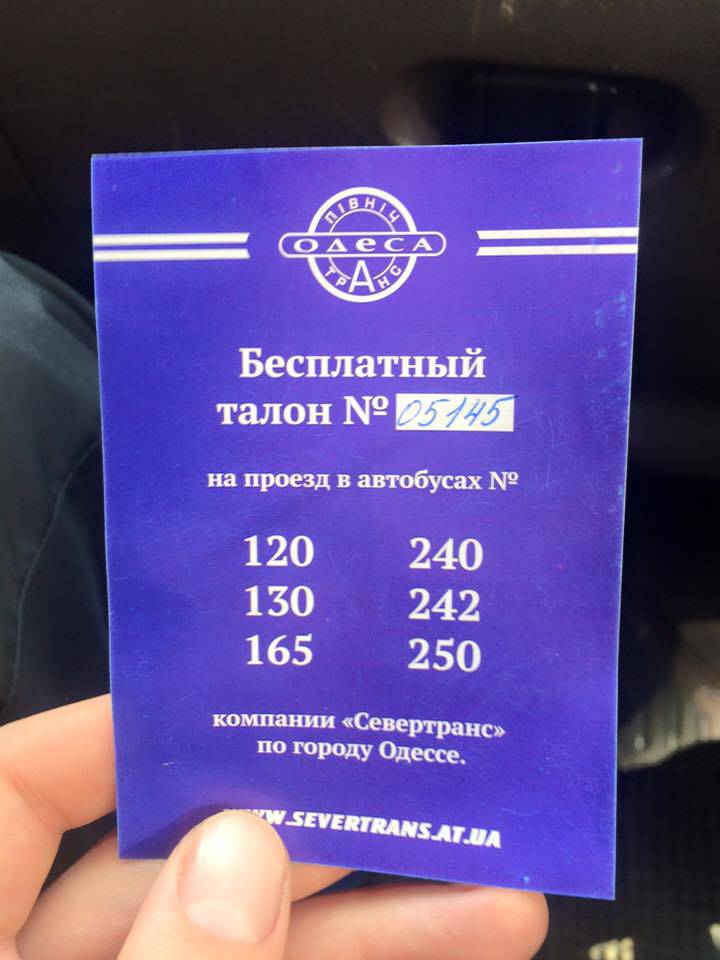 ПІВНІЧ
ОДЕСА
ТРАНС
Бесплатный
талон № 05145
на проезд в автобусах №
120 240
130 242
165 250
компании «Севертранс»
по городу Одессе.
WWW.SEVERTRANS.AT.UA